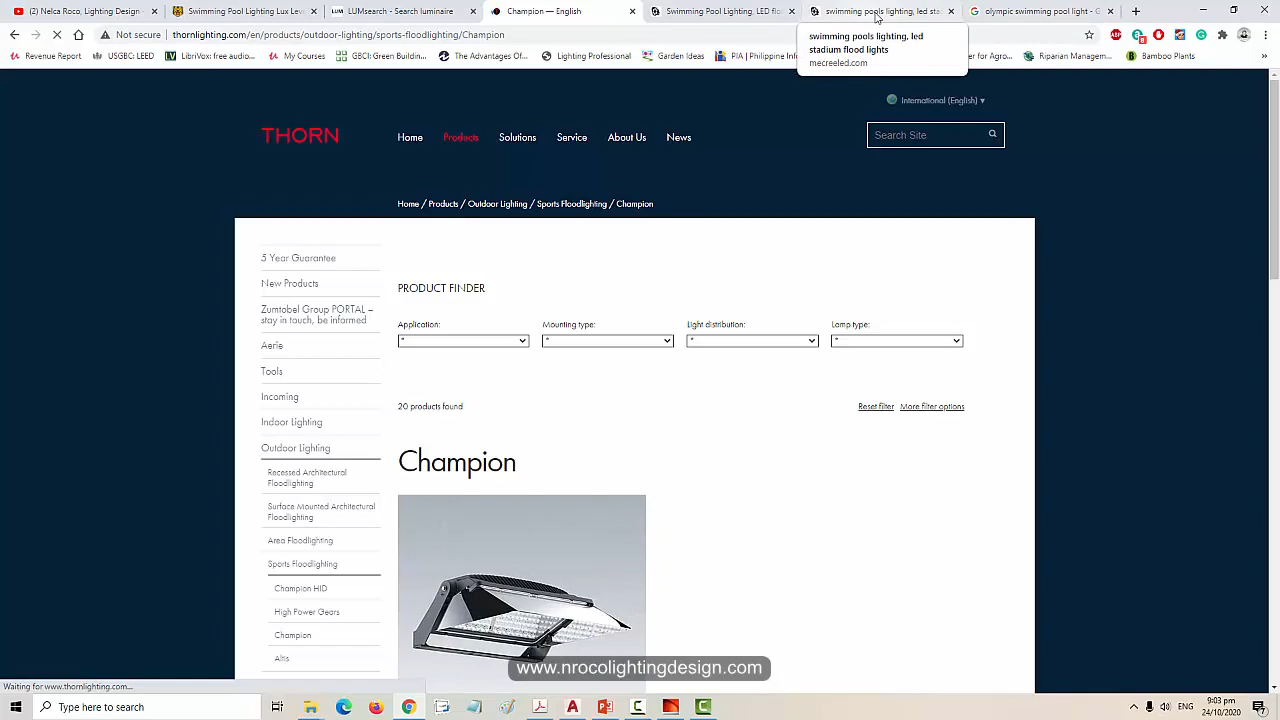 (2) Nelca Roco, Lighting Design -
Swimming Pool Lighting Lux Leve
LUM
LUMsearch - Search luminaire
Champion — English
Swimming Pool Lighting, LED flo
swimming pools lighting, led sta
olympic swimming pool light - G
Not secure
thornlighting.com/en/products/outdoor-lighting/sports-floodlighting/champion
Revenue Report
LIGHTING: LEED
LibriVox: free audio
My Courses
GBCI: Green Building
The Advantages Of...
Lighting Professional
Garden Ideas
PIA | Philippine Info
for Agro...
Riparian Managem...
Bamboo Plants
»
swimming pools lighting, led
stadium flood lights
mecreeled.com
International (English) ▾
THORN
Home
Products
Solutions
Service
About Us
News
Search Site
Home / Products / Outdoor Lighting / Sports Floodlighting / Champion
5 Year Guarantee
New Products
Zumtobel Group PORTAL –
stay in touch, be informed
Aerie
Tools
Incoming
Indoor Lighting
Outdoor Lighting
Recessed Architectural
Floodlighting
Surface Mounted Architectural
Floodlighting
Area Floodlighting
Sports Floodlighting
Champion HID
High Power Gears
Champion
Altis
PRODUCT FINDER
Application:
Mounting type:
Light distribution:
Lamp type:
*
*
*
*
20 products found
Reset filter
More filter options
Champion
www.nrocolightingdesign.com
Waiting for www.thornlighting.com...
Type here to search
ENG
9:03 pm
24/10/2020